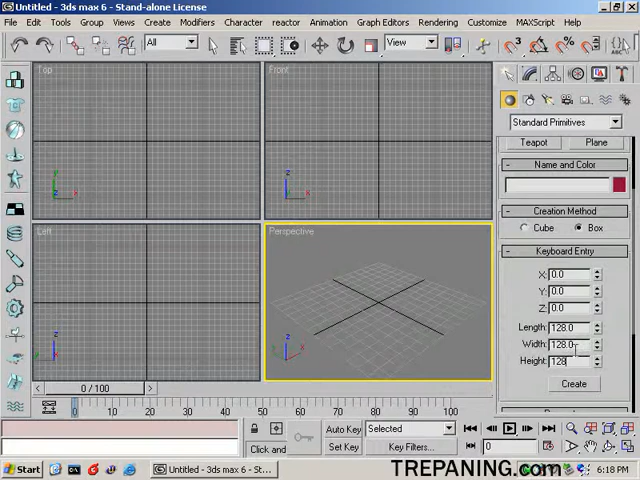 Untitled - 3ds max 6 - Stand-alone License
File Edit Tools Group Views Create Modifiers Character reactor Animation Graph Editors Rendering Customize MAXScript Help
All
View
Top
Front
Left
Perspective
y
x
z
x
z
y
z
x
Standard Primitives
Teapot Plane
- Name and Color
- Creation Method
Cube Box
- Keyboard Entry
X: 0.0
Y: 0.0
Z: 0.0
Length: 128.0
Width: 128.0
Height: 128
Create
0 / 100
0 10 20 30 40 50 60 70 80 90 100
Auto Key Selected
Click and
Set Key Key Filters...
0
Start
Untitled - 3ds max 6 - St...
6:18 PM
TREPANING.com